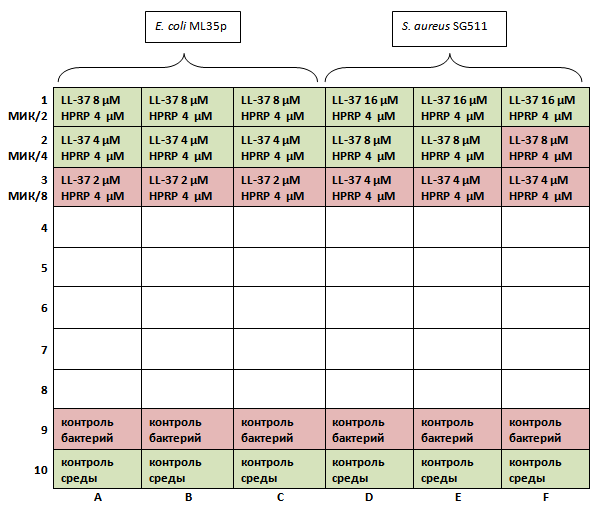 E. coli ML35p
S. aureus SG511
1
МИК/2
LL-37 8 μM
HPRP 4 μM
LL-37 8 μM
HPRP 4 μM
LL-37 8 μM
HPRP 4 μM
LL-37 16 μM
HPRP 4 μM
LL-37 16 μM
HPRP 4 μM
LL-37 16 μM
HPRP 4 μM
2
МИК/4
LL-37 4 μM
HPRP 4 μM
LL-37 4 μM
HPRP 4 μM
LL-37 4 μM
HPRP 4 μM
LL-37 8 μM
HPRP 4 μM
LL-37 8 μM
HPRP 4 μM
LL-37 8 μM
HPRP 4 μM
3
МИК/8
LL-37 2 μM
HPRP 4 μM
LL-37 2 μM
HPRP 4 μM
LL-37 2 μM
HPRP 4 μM
LL-37 4 μM
HPRP 4 μM
LL-37 4 μM
HPRP 4 μM
LL-37 4 μM
HPRP 4 μM
4
5
6
7
8
9
контроль
бактерий
контроль
бактерий
контроль
бактерий
контроль
бактерий
контроль
бактерий
контроль
бактерий
10
контроль
среды
контроль
среды
контроль
среды
контроль
среды
контроль
среды
контроль
среды
A
B
C
D
E
F